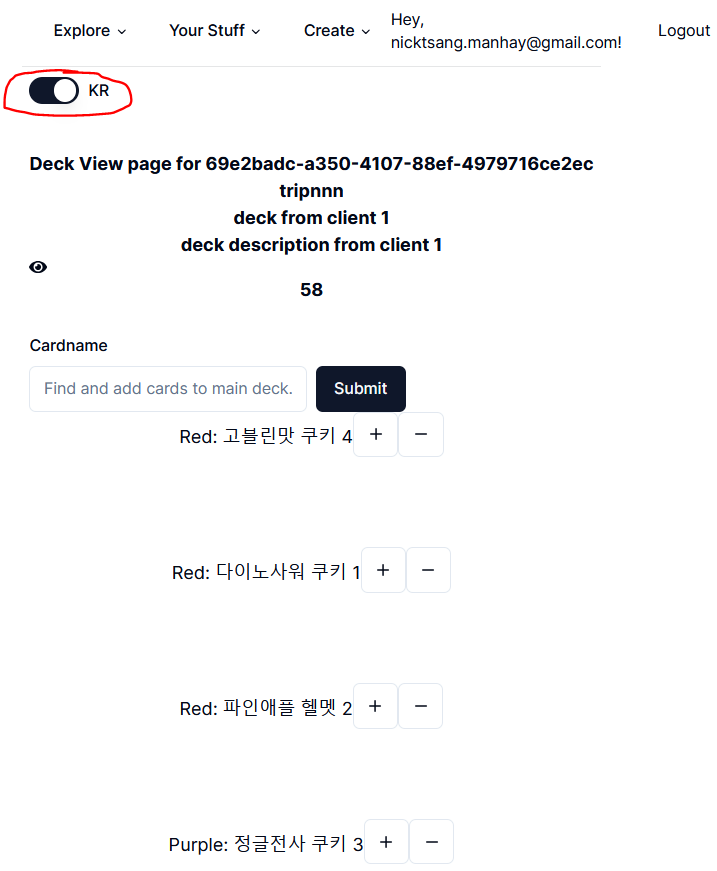 Explore
Your Stuff
Create
Hey,
nicktsang.manhay@gmail.com!
Logout
KR
Deck View page for 69e2badc-a350-4107-88ef-4979716ce2ec
tripnnn
deck from client 1
deck description from client 1
58
Cardname
Find and add cards to main deck.
Submit
Red: 고블린맛 쿠키 4 + −
Red: 다이노사워 쿠키 1 + −
Red: 파인애플 헬멧 2 + −
Purple: 정글전사 쿠키 3 + −